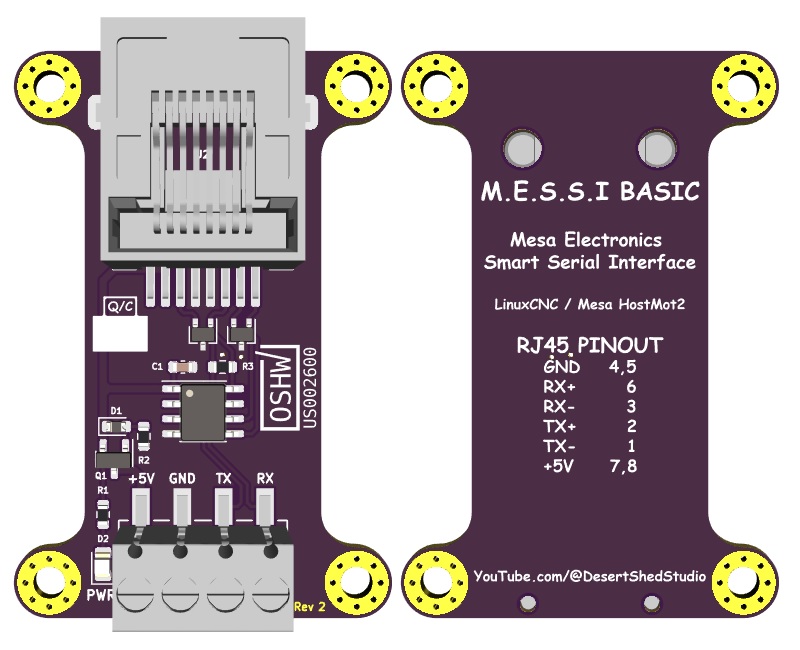 J2
Q/C
C1
R3
OSHW
US002600
D1
R2
Q1
R1
+5V GND TX RX
D2
PWR
Rev 2
M.E.S.S.I BASIC
Mesa Electronics
Smart Serial Interface
LinuxCNC / Mesa HostMot2
RJ45 PINOUT
GND 4,5
RX+ 6
RX- 3
TX+ 2
TX- 1
+5V 7,8
YouTube.com/@DesertShedStudio